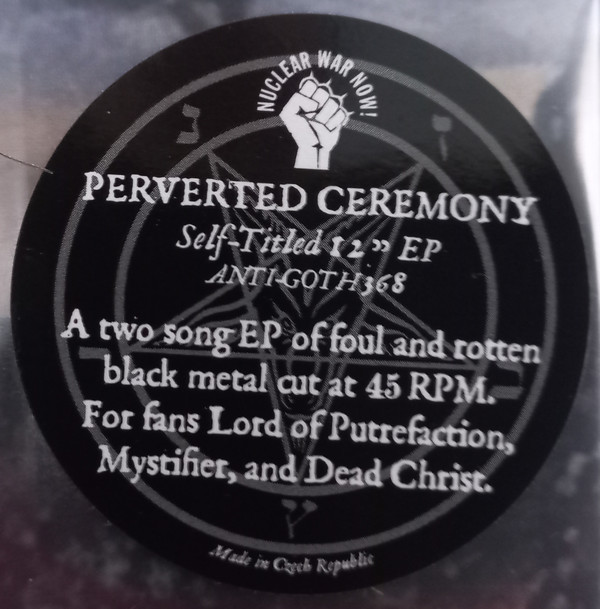 NUCLEAR WAR NOW!
PERVERTED CEREMONY
Self-Titled 12" EP
ANTI-GOTH368
A two song EP of foul and rotten
black metal cut at 45 RPM.
For fans Lord of Putrefaction,
Mystifier, and Dead Christ.
Made in Czech Republic